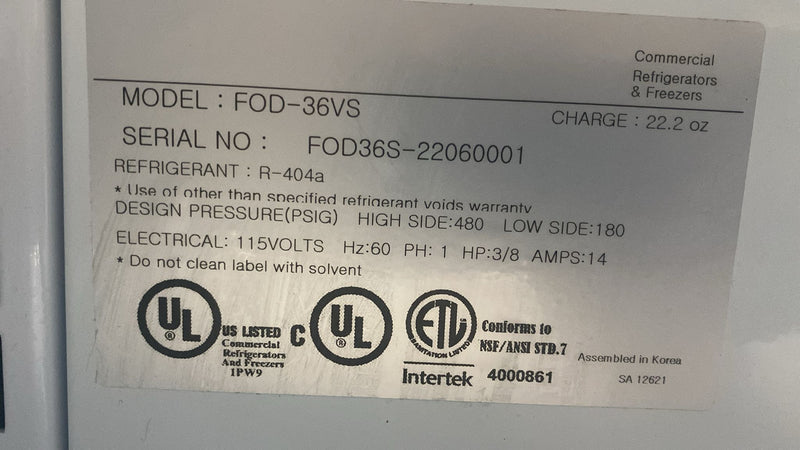 Commercial
Refrigerators
& Freezers
MODEL : FOD-36VS
CHARGE : 22.2 oz
SERIAL NO : FOD36S-22060001
REFRIGERANT : R-404a
* Use of other than specified refrigerant voids warranty
DESIGN PRESSURE(PSIG) HIGH SIDE:480 LOW SIDE:180
ELECTRICAL: 115VOLTS Hz:60 PH: 1 HP:3/8 AMPS:14
* Do not clean label with solvent
UL ®
US LISTED
Commercial
Refrigerators
And Freezers
1PW9
C UL ®
ETL
SANITATION LISTED
Intertek
Conforms to
NSF/ANSI STD.7
4000861
Assembled in Korea
SA 12621